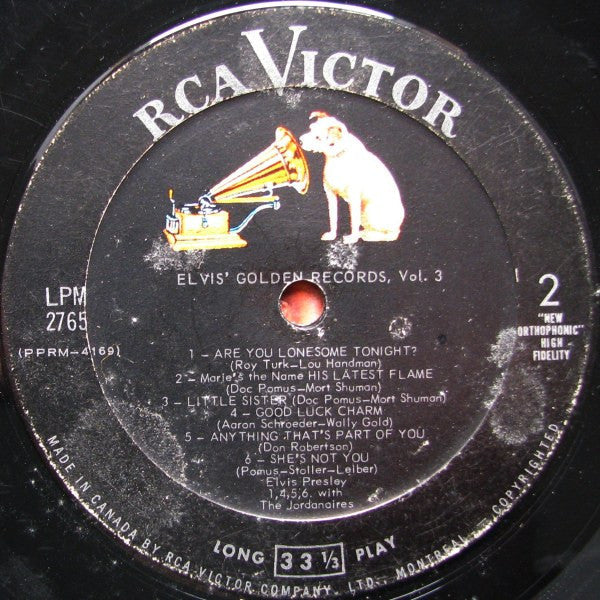 RCA VICTOR
ELVIS' GOLDEN RECORDS, Vol. 3
LPM
2765
(PPRM-4169)
2
"NEW
ORTHOPHONIC"
HIGH
FIDELITY
1 – ARE YOU LONESOME TONIGHT?
(Roy Turk-Lou Handman)
2 – Marie's the Name HIS LATEST FLAME
(Doc Pomus-Mort Shuman)
3 – LITTLE SISTER (Doc Pomus-Mort Shuman)
4 – GOOD LUCK CHARM
(Aaron Schroeder-Wally Gold)
5 – ANYTHING THAT'S PART OF YOU
(Don Robertson)
6 – SHE'S NOT YOU
(Pomus-Stoller-Leiber)
Elvis Presley
1,4,5,6. with
The Jordanaires
LONG 33 1/3 PLAY
MADE IN CANADA BY RCA VICTOR COMPANY, LTD., MONTREAL – COPYRIGHTED